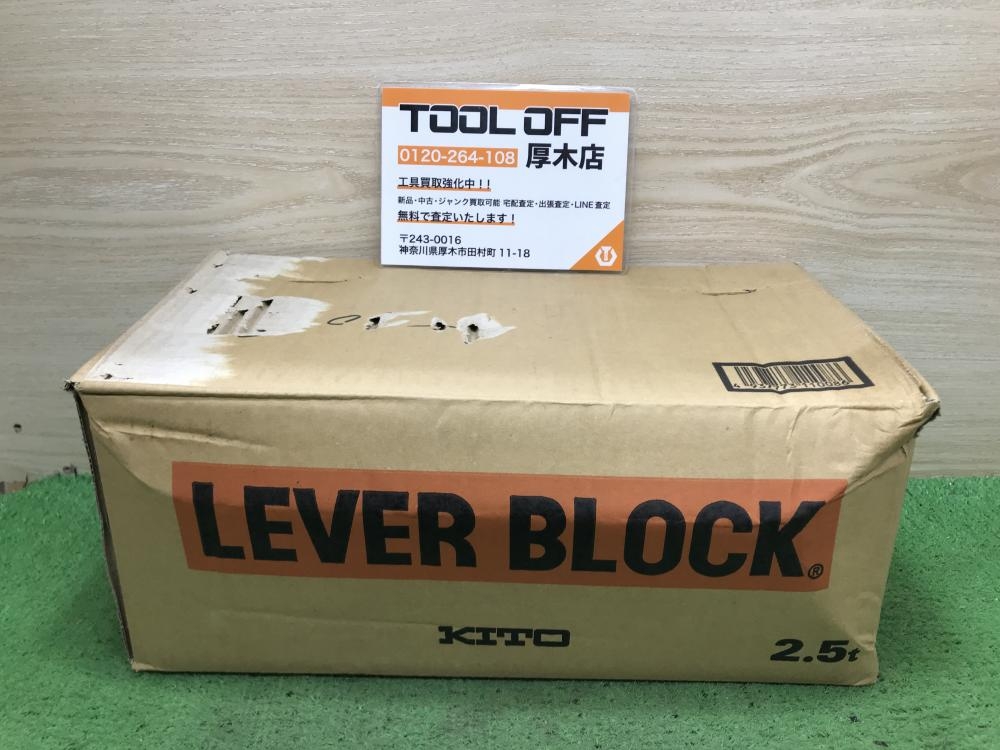 TOOL OFF
0120-264-108 厚木店
工具買取強化中!!
新品・中古・ジャンク買取可能 宅配査定・出張査定・LINE査定
無料で査定いたします!
〒243-0016
神奈川県厚木市田村町 11-18
LEVER BLOCK®
KITO
2.5t